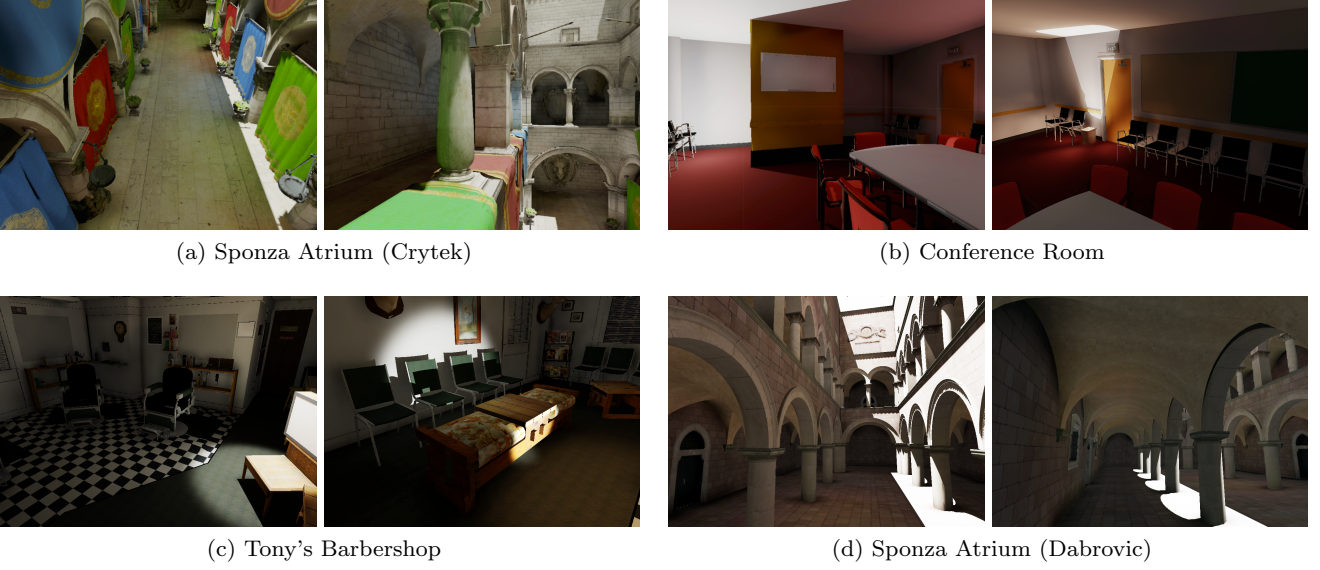 (a) Sponza Atrium (Crytek)
(b) Conference Room
(c) Tony’s Barbershop
(d) Sponza Atrium (Dabrovic)